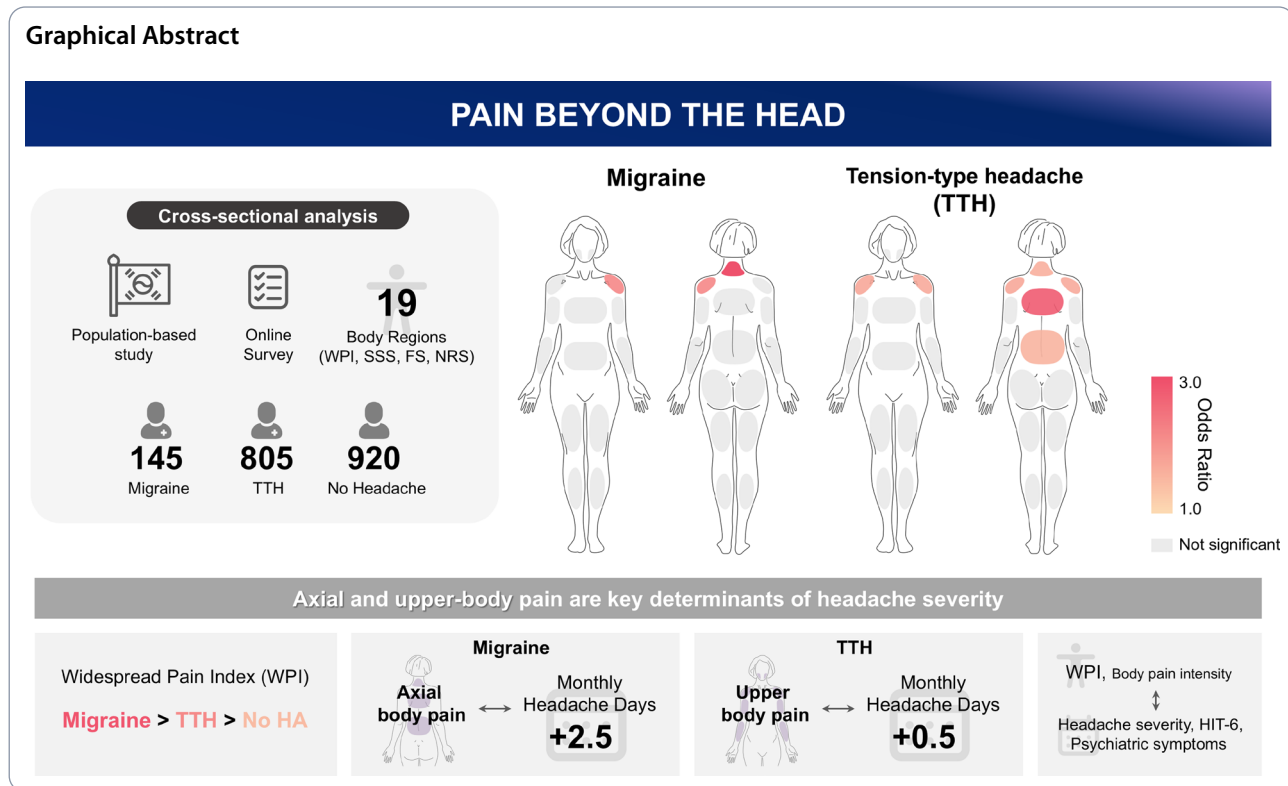 Graphical Abstract
PAIN BEYOND THE HEAD
Cross-sectional analysis
Population-based
study
Online
Survey
19
Body Regions
(WPI, SSS, FS, NRS)
145
Migraine
805
TTH
920
No Headache
Migraine
Tension-type headache
(TTH)
3.0
Odds Ratio
1.0
Not significant
Axial and upper-body pain are key determinants of headache severity
Widespread Pain Index (WPI)
Migraine > TTH > No HA
Migraine
Axial
body pain
Monthly
Headache Days
+2.5
TTH
Upper
body pain
Monthly
Headache Days
+0.5
WPI, Body pain intensity
Headache severity, HIT-6,
Psychiatric symptoms